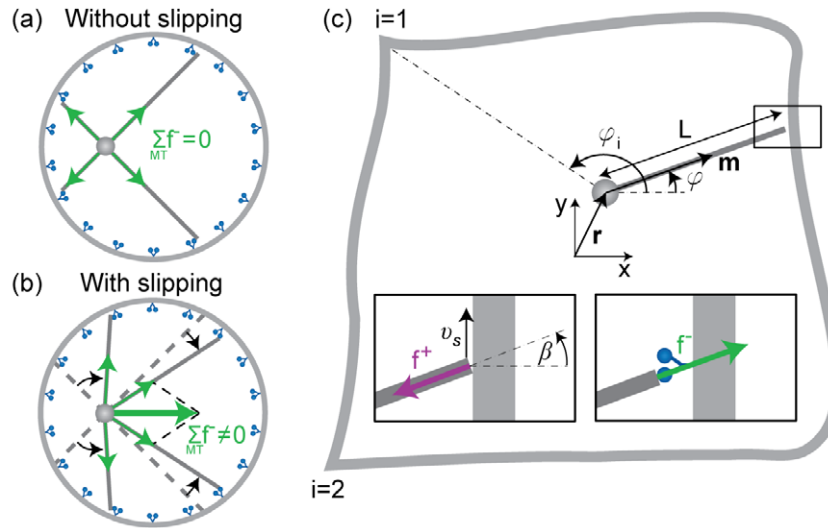 (a) Without slipping
Σf⁻=0
MT
(b) With slipping
Σf⁻≠0
MT
(c) i=1
φi
L
m
φ
y
r
x
υs
f⁺
β
f⁻
i=2